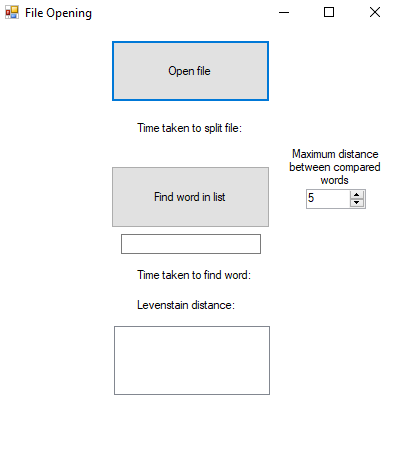 File Opening
Open file
Time taken to split file:
Maximum distance
between compared
words
5
Find word in list
Time taken to find word:
Levenstain distance: